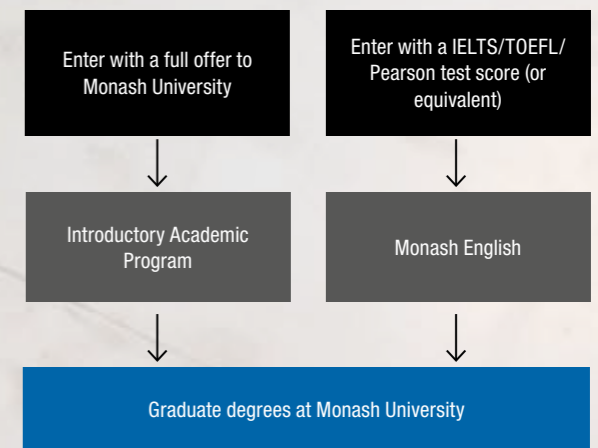 Enter with a full offer to
Monash University
Enter with a IELTS/TOEFL/
Pearson test score (or
equivalent)
Introductory Academic
Program
Monash English
Graduate degrees at Monash University